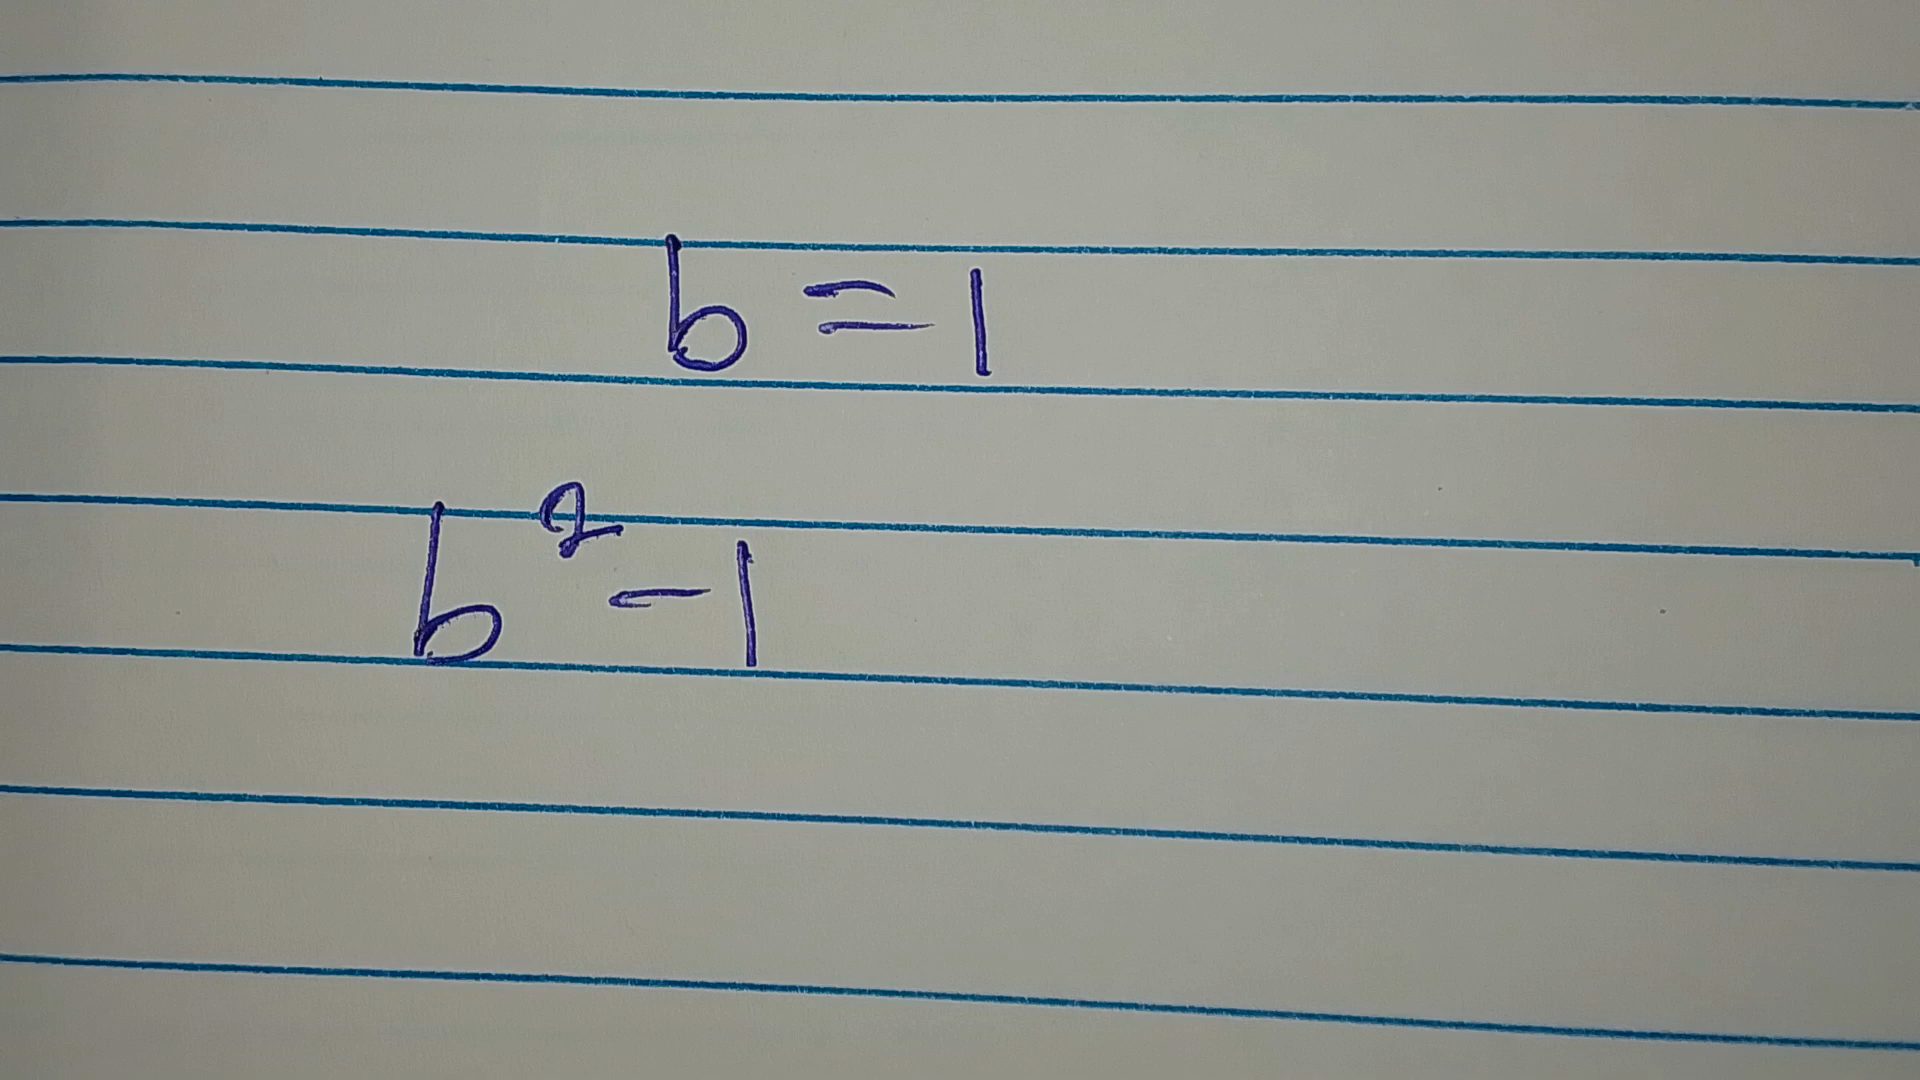 b = 1
b² - 1